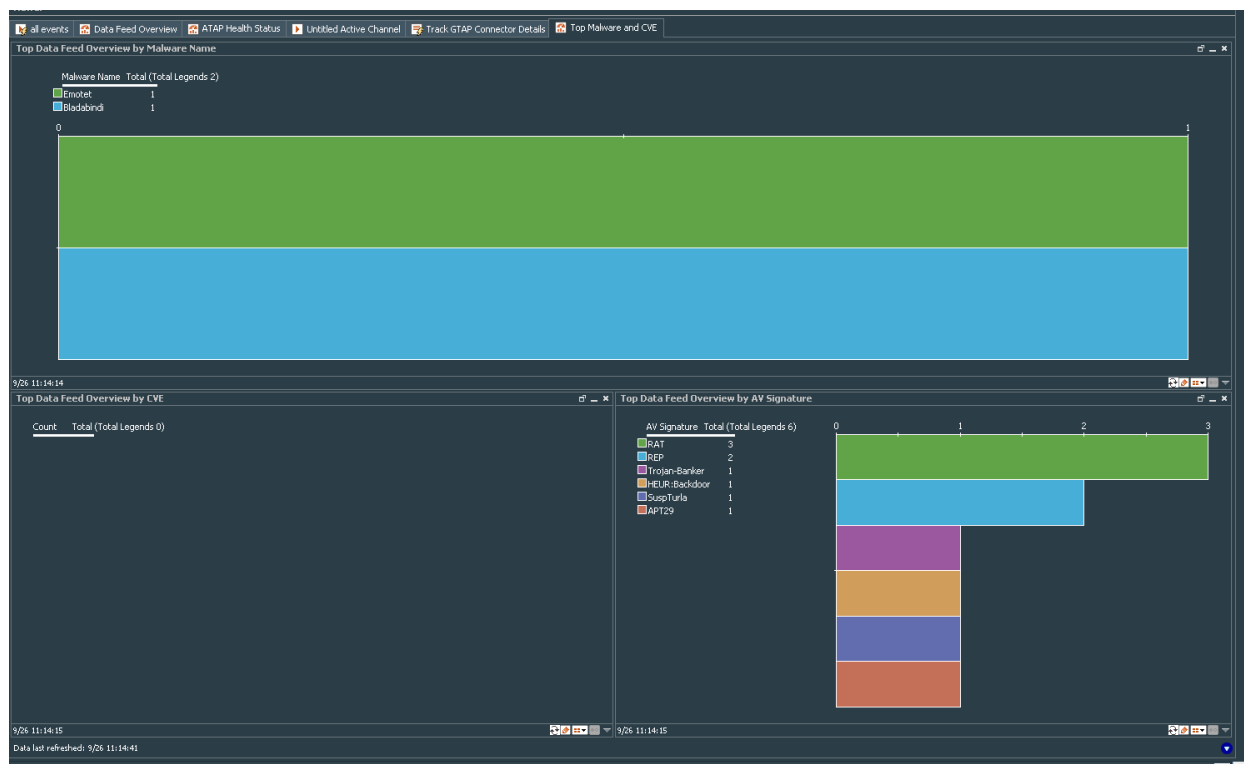 all events Data Feed Overview ATAP Health Status Untitled Active Channel Track GTAP Connector Details Top Malware and CVE
Top Data Feed Overview by Malware Name
Malware Name Total (Total Legends 2)
Emotet 1
Bladabindi 1
0 1
9/26 11:14:14
Top Data Feed Overview by CVE
Count Total (Total Legends 0)
9/26 11:14:15
Top Data Feed Overview by AV Signature
AV Signature Total (Total Legends 6)
RAT 3
REP 2
Trojan-Banker 1
HEUR:Backdoor 1
SuspTurla 1
APT29 1
0 1 2 3
9/26 11:14:15
Data last refreshed: 9/26 11:14:41